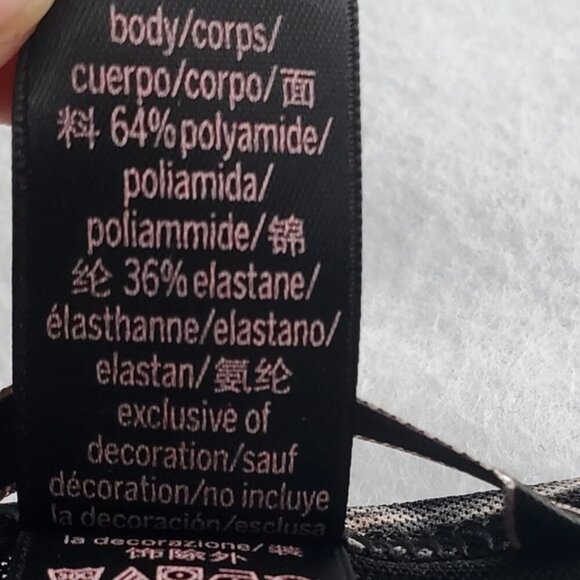 body/corps/
cuerpo/corpo/面
料 64%polyamide/
poliamida/
poliammide/锦
纶 36%elastane/
élasthanne/elastano/
elastan/氨纶
exclusive of
decoration/sauf
décoration/no incluye
la decoración/esclusa
la decorazione/装
饰除外